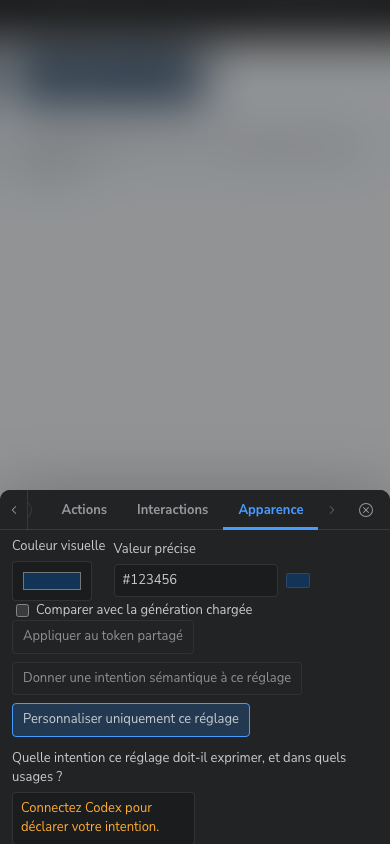 Actions Interactions Apparence
Couleur visuelle Valeur précise
#123456
Comparer avec la génération chargée
Appliquer au token partagé
Donner une intention sémantique à ce réglage
Personnaliser uniquement ce réglage
Quelle intention ce réglage doit-il exprimer, et dans quels
usages ?
Connectez Codex pour
déclarer votre intention.